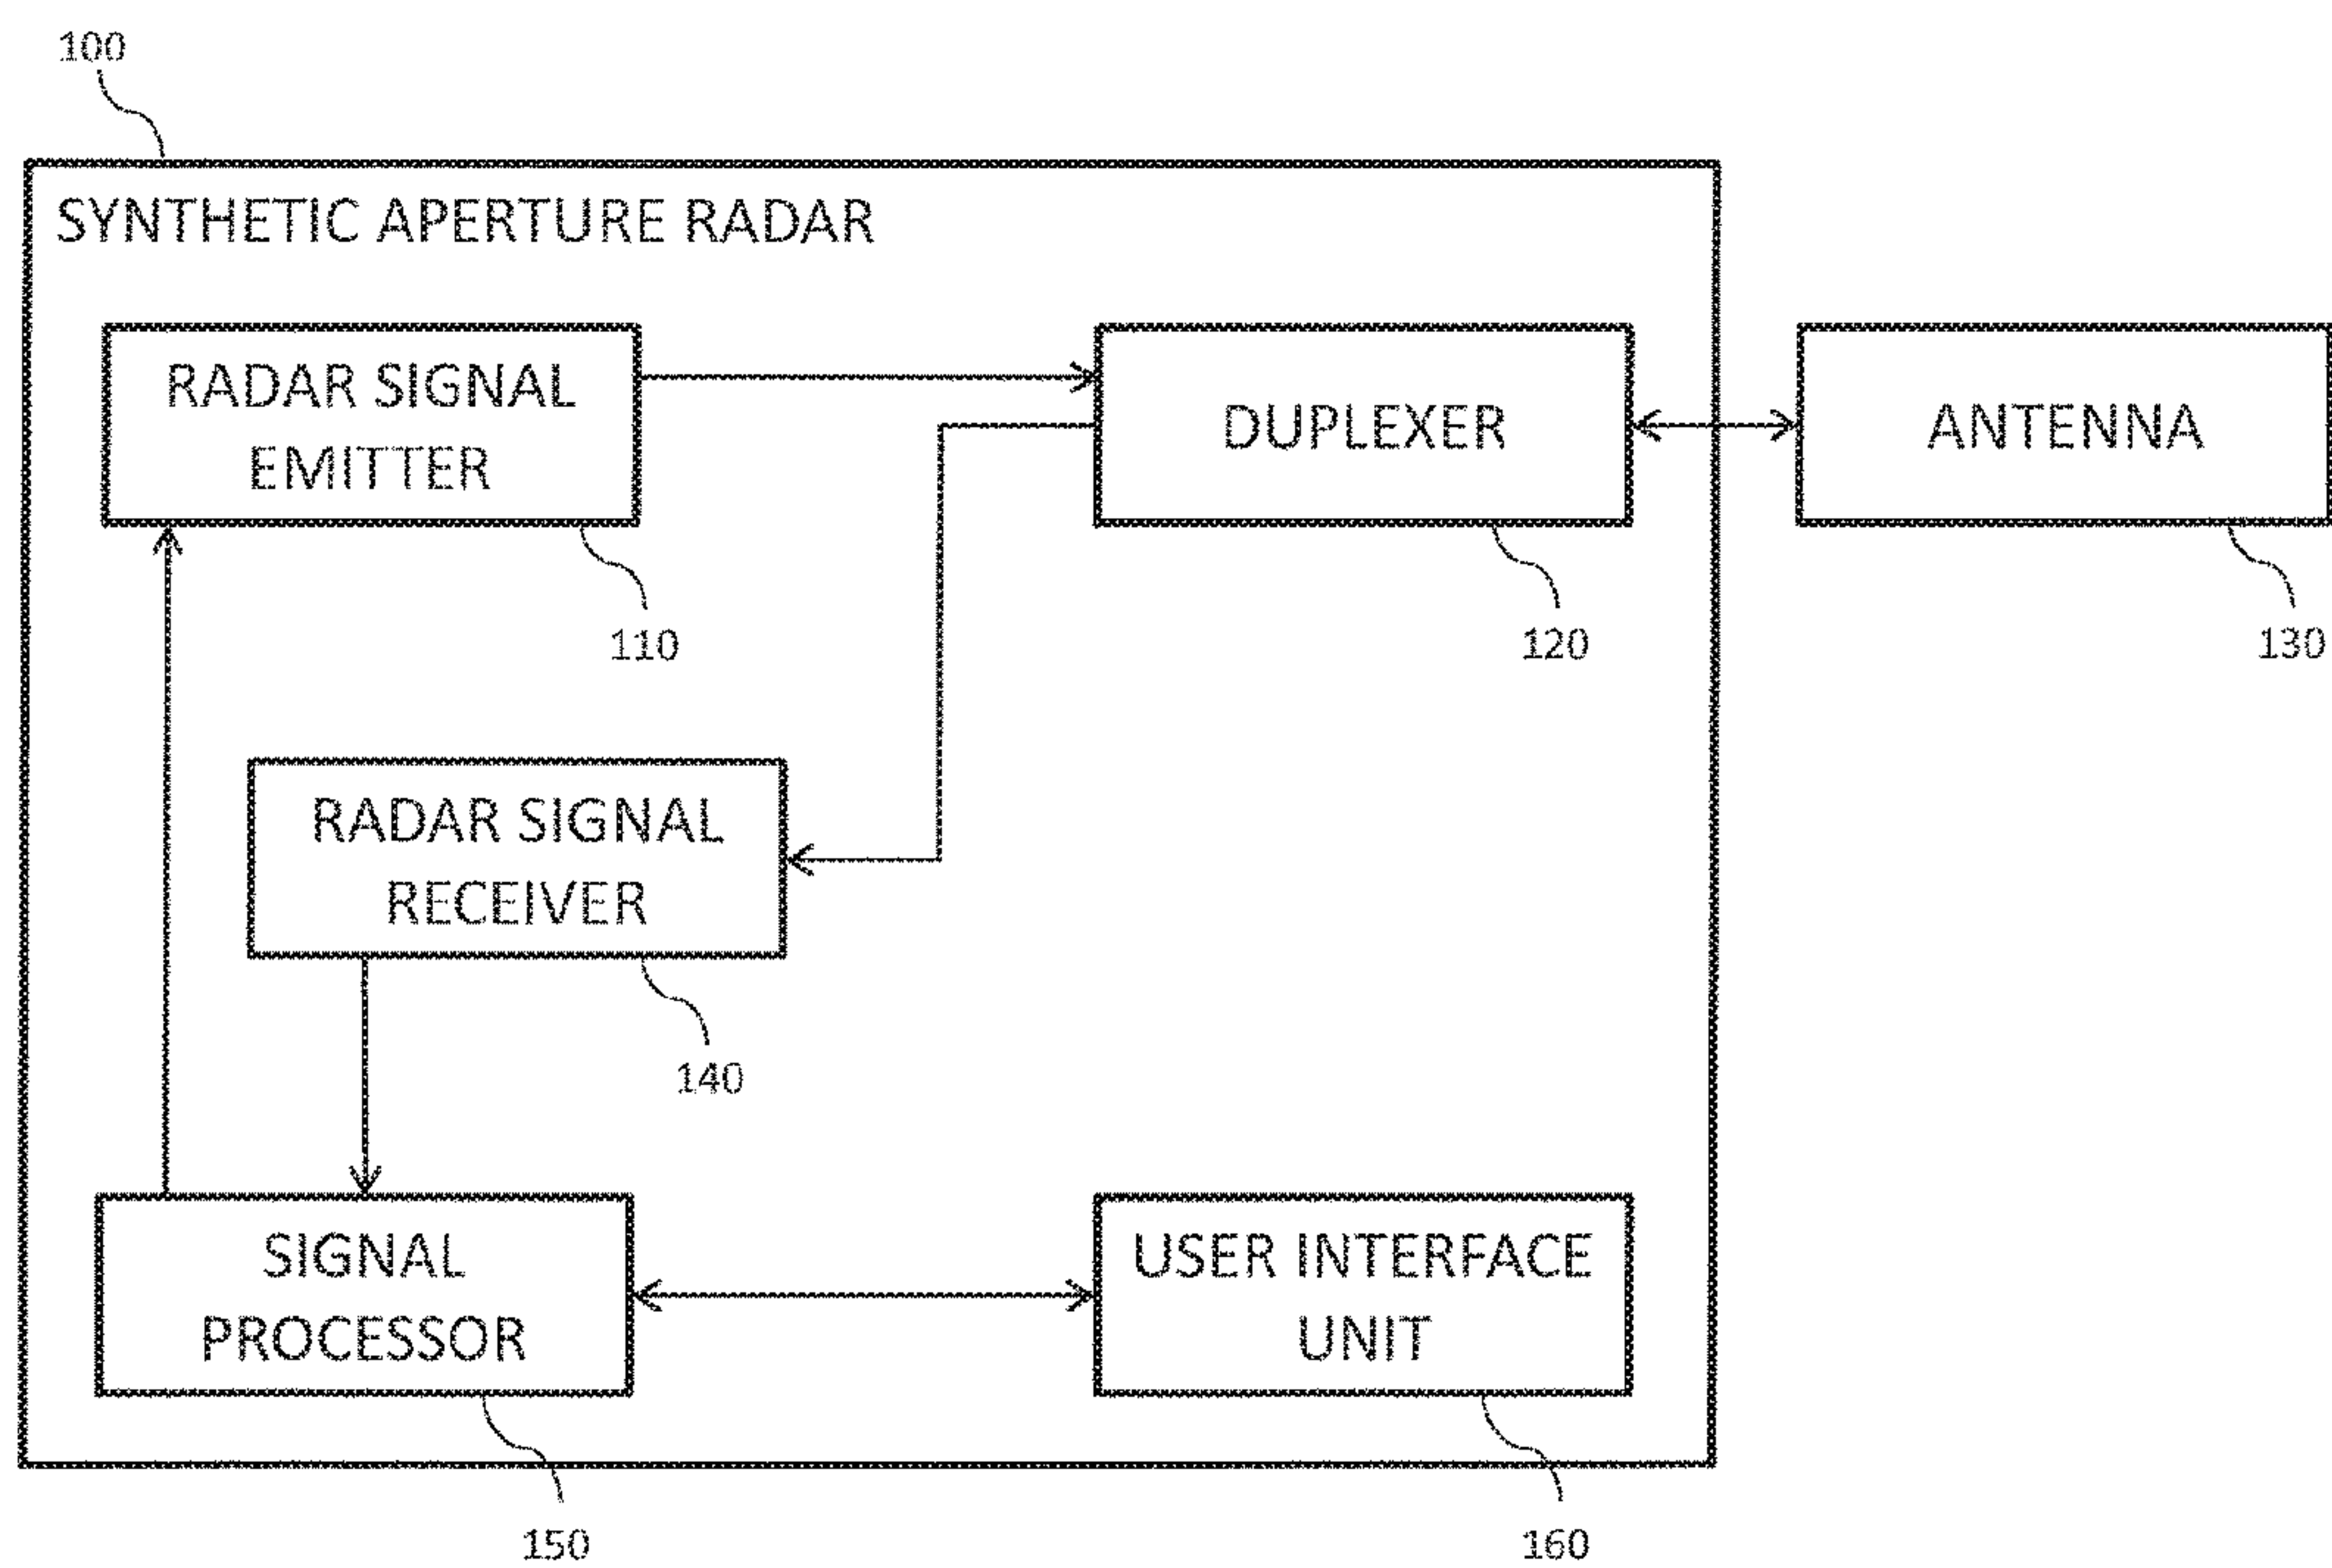 100
SYNTHETIC APERTURE RADAR
RADAR SIGNAL
EMITTER
DUPLEXER
ANTENNA
110
120
130
RADAR SIGNAL
RECEIVER
140
SIGNAL
PROCESSOR
USER INTERFACE
UNIT
150
160